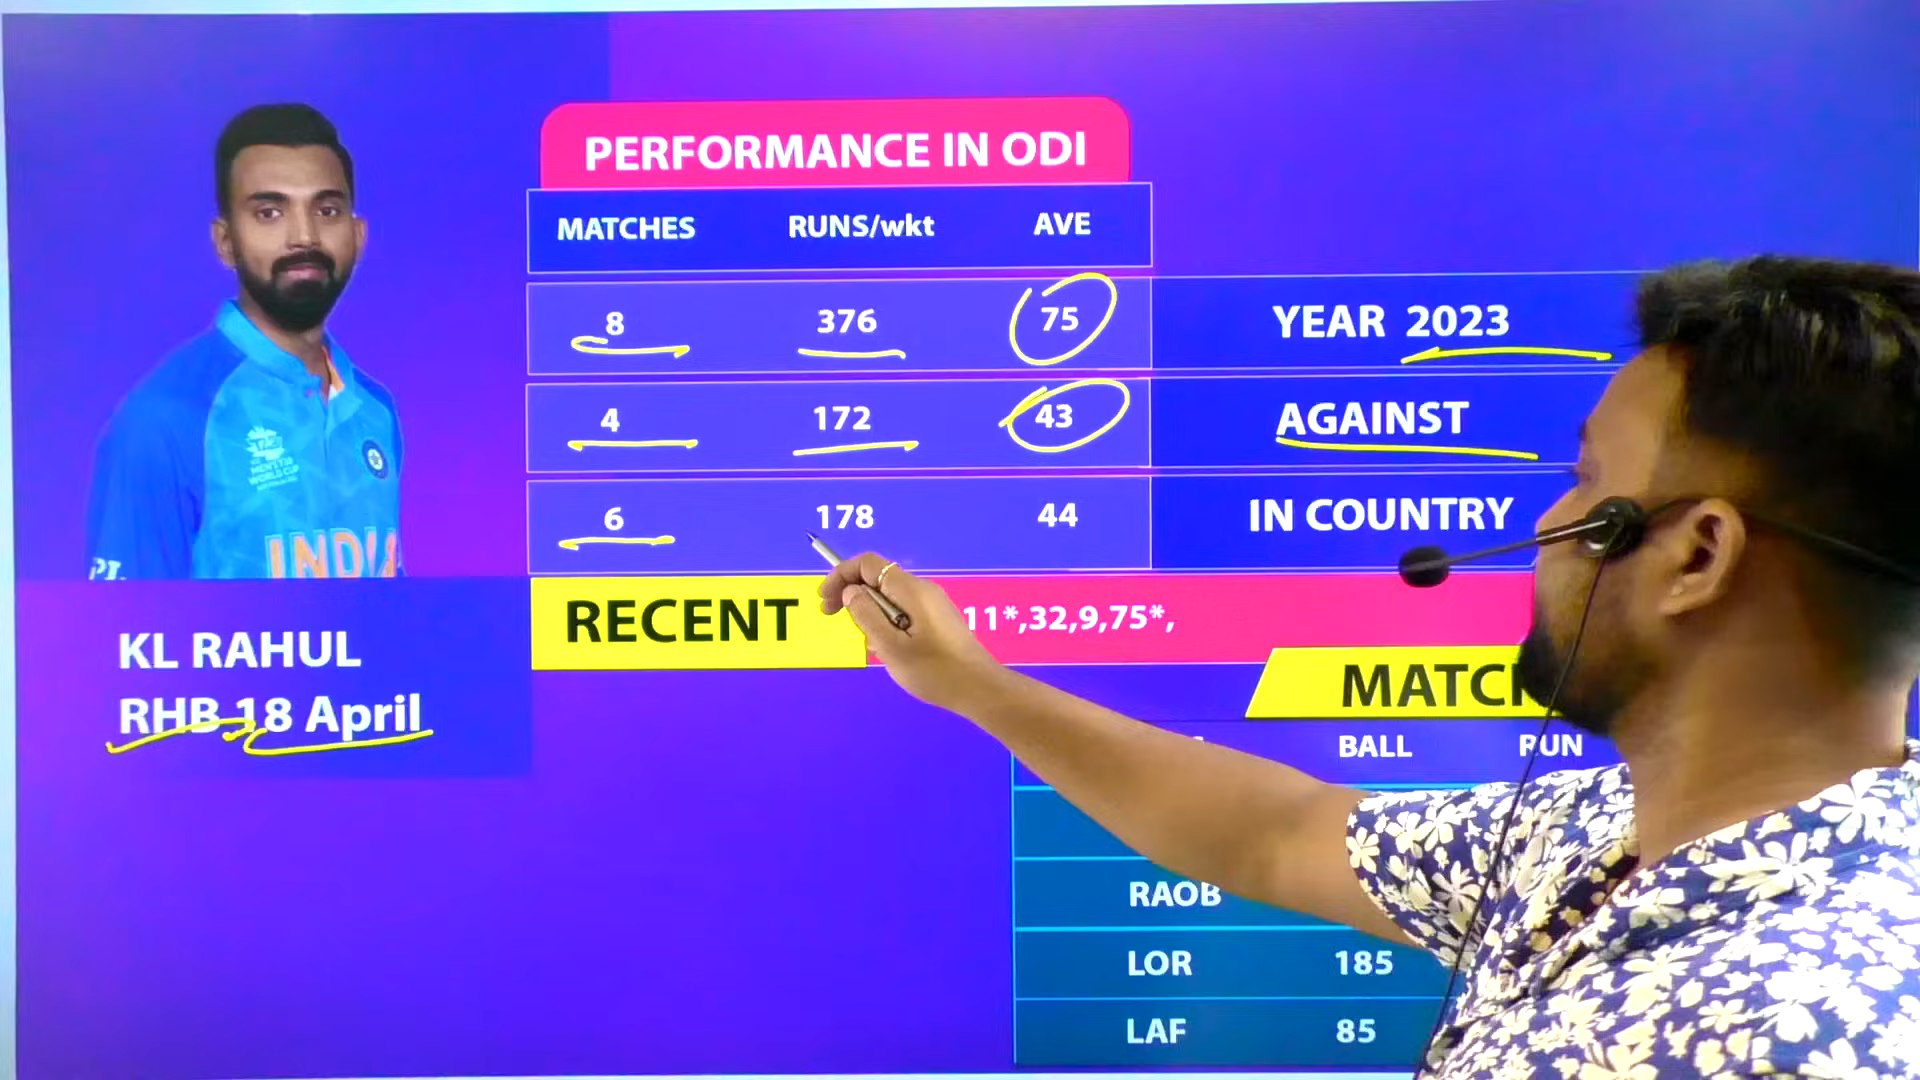 PERFORMANCE IN ODI
MATCHES RUNS/wkt AVE
8 376 75 YEAR 2023
4 172 43 AGAINST
6 178 44 IN COUNTRY
RECENT 11*,32,9,75*,
INDIA
KL RAHUL
RHB 18 April
BALL RUN
RAOB
LOR 185
LAF 85